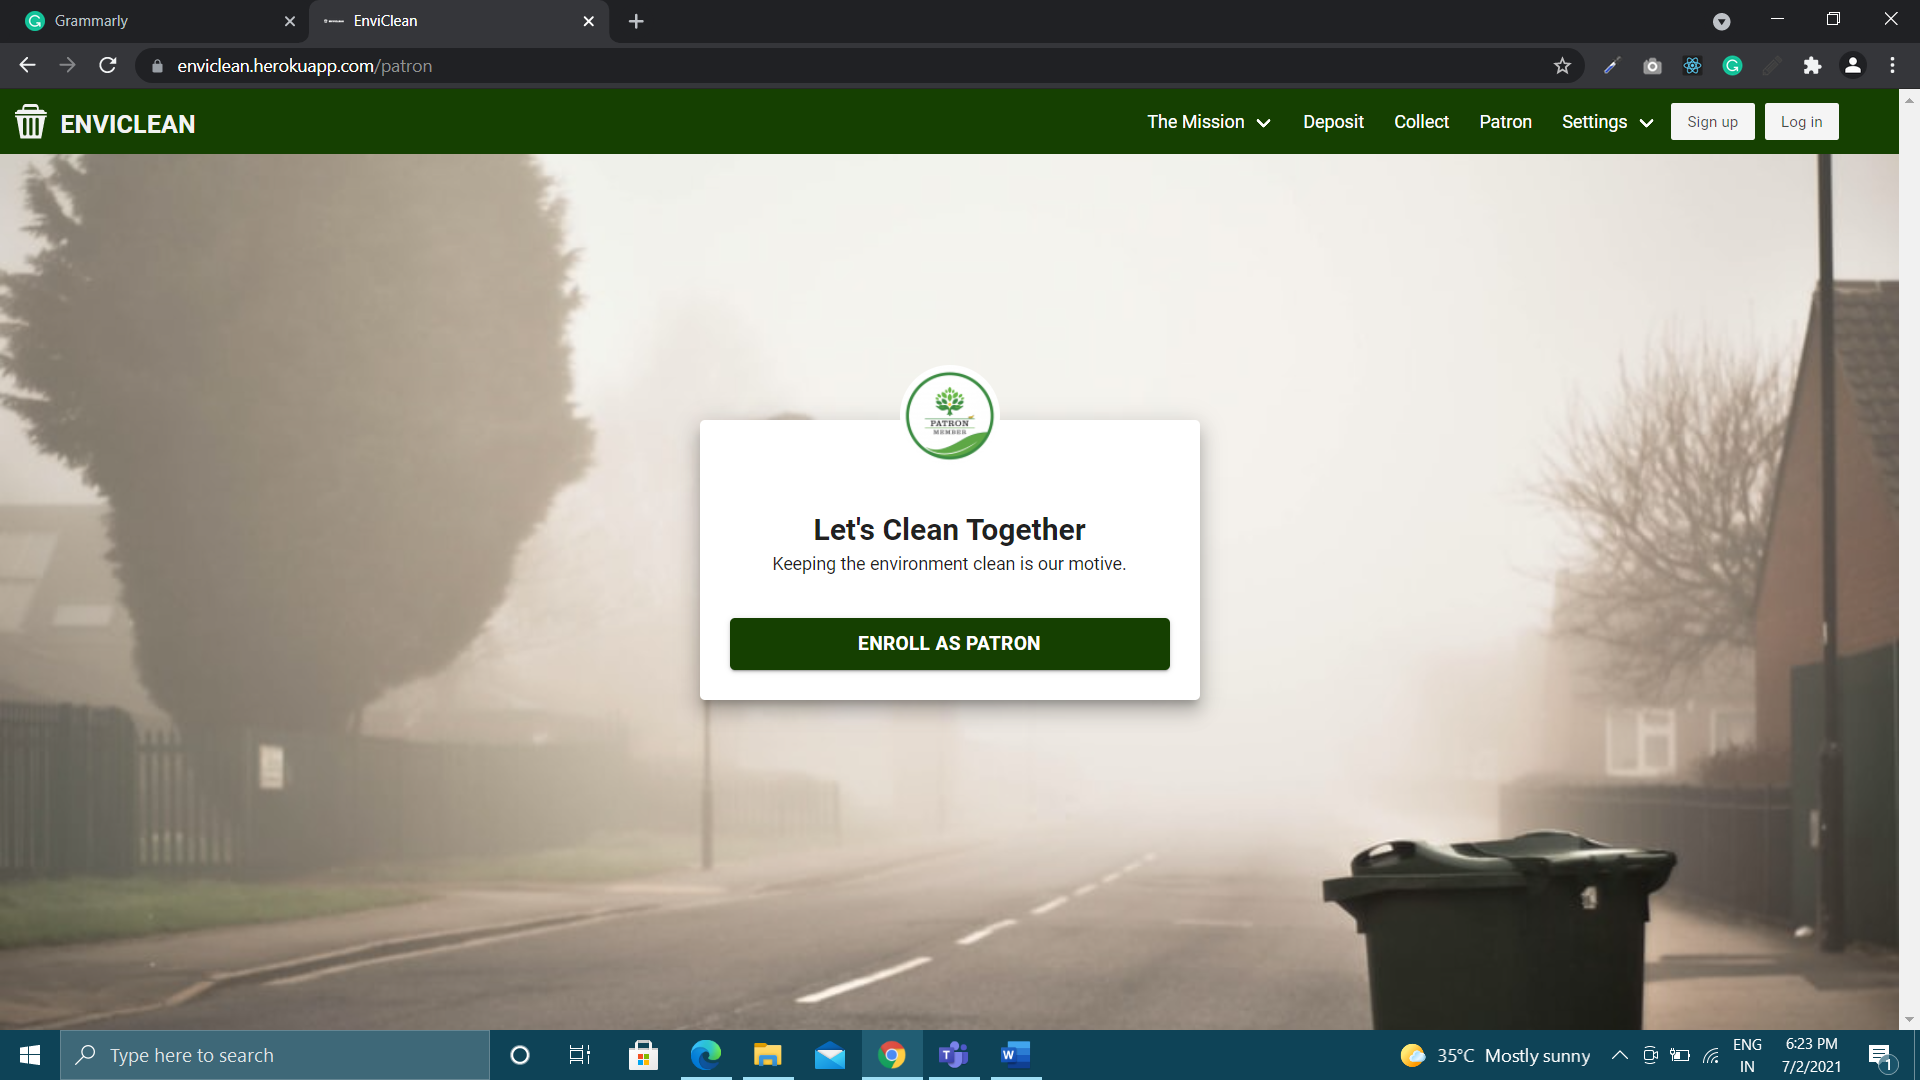 Grammarly
EnviClean
enviclean.herokuapp.com/patron
ENVICLEAN
The Mission Deposit Collect Patron Settings Sign up Log in
PATRON
MEMBER
Let's Clean Together
Keeping the environment clean is our motive.
ENROLL AS PATRON
Type here to search
35°C Mostly sunny
ENG
IN
6:23 PM
7/2/2021
1